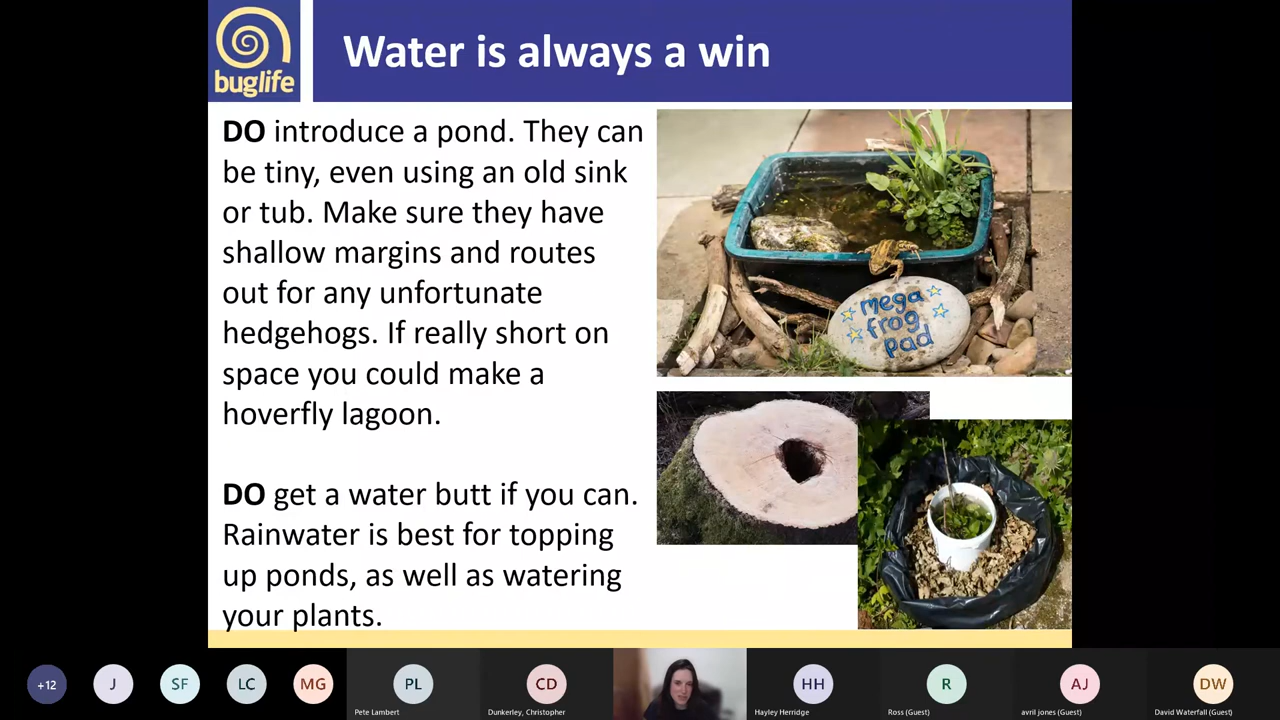 buglife
Water is always a win
DO introduce a pond. They can
be tiny, even using an old sink
or tub. Make sure they have
shallow margins and routes
out for any unfortunate
hedgehogs. If really short on
space you could make a
hoverfly lagoon.
DO get a water butt if you can.
Rainwater is best for topping
up ponds, as well as watering
your plants.
mega
frog
pad
+12
J
SF
LC
MG
PL
Pete Lambert
CD
Dunkerley, Christopher
HH
Hayley Herridge
R
Ross (Guest)
AJ
avril jones (Guest)
DW
David Waterfall (Guest)